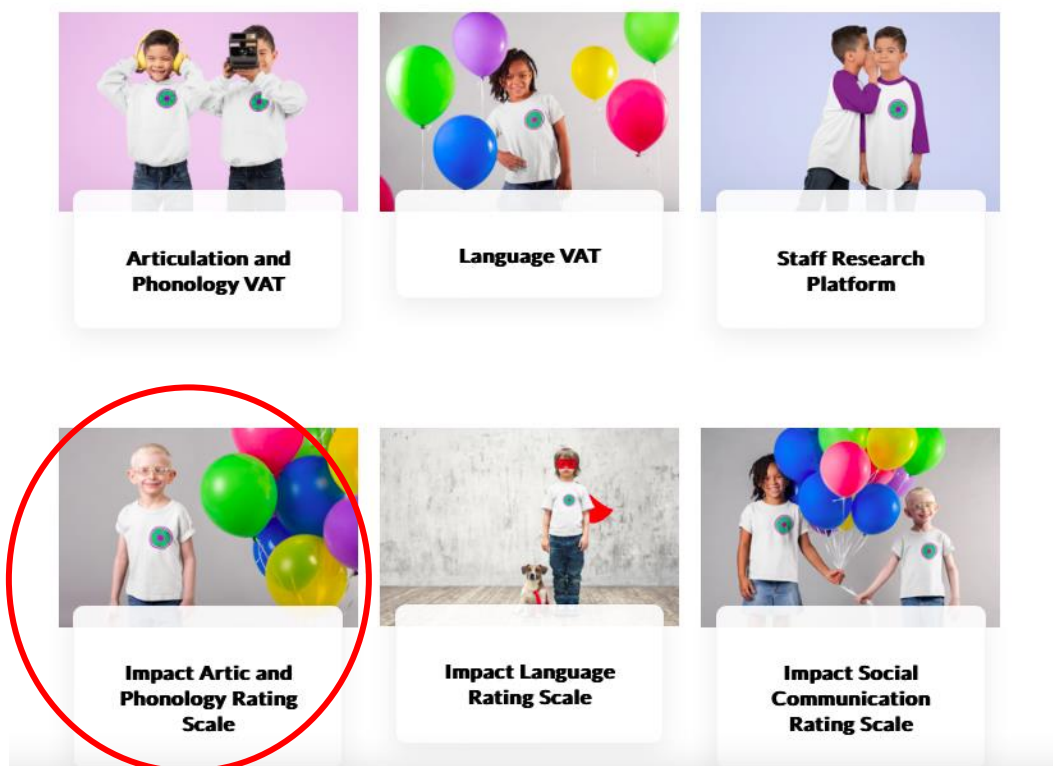 Articulation and
Phonology VAT
Language VAT
Staff Research
Platform
Impact Artic and
Phonology Rating
Scale
Impact Language
Rating Scale
Impact Social
Communication
Rating Scale